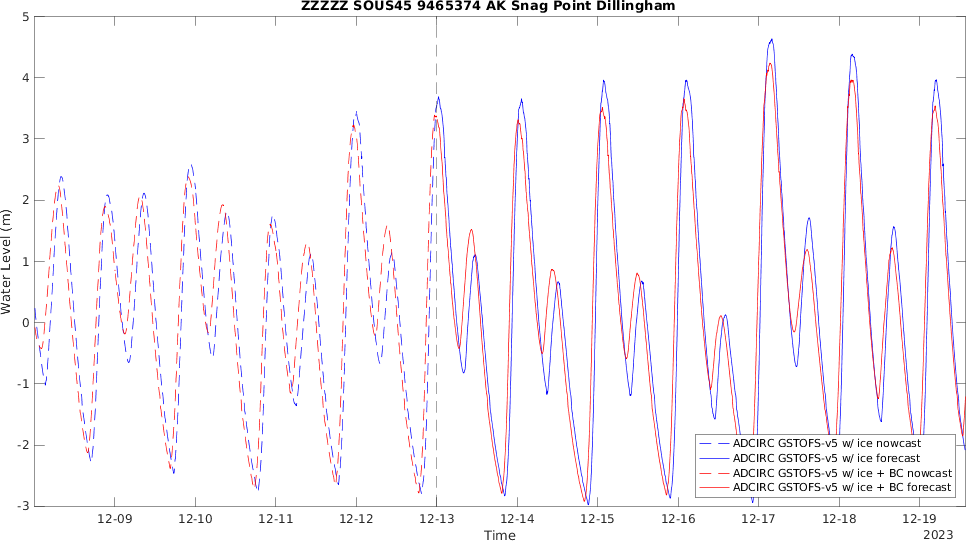 ZZZZZ SOUS45 9465374 AK Snag Point Dillingham
Water Level (m)
5
4
3
2
1
0
-1
-2
-3
12-09 12-10 12-11 12-12 12-13 12-14 12-15 12-16 12-17 12-18 12-19
Time
2023
ADCIRC GSTOFS-v5 w/ ice nowcast
ADCIRC GSTOFS-v5 w/ ice forecast
ADCIRC GSTOFS-v5 w/ ice + BC nowcast
ADCIRC GSTOFS-v5 w/ ice + BC forecast